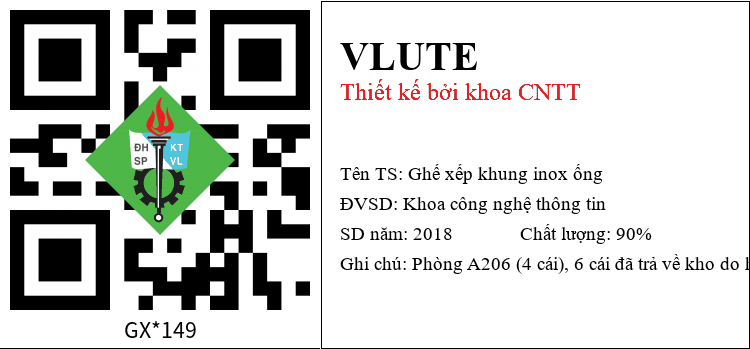 ĐH
KT
SP
VL
GX*149
VLUTE
Thiết kế bởi khoa CNTT
Tên TS: Ghế xếp khung inox ống
ĐVSD: Khoa công nghệ thông tin
SD năm: 2018 Chất lượng: 90%
Ghi chú: Phòng A206 (4 cái), 6 cái đã trả về kho do